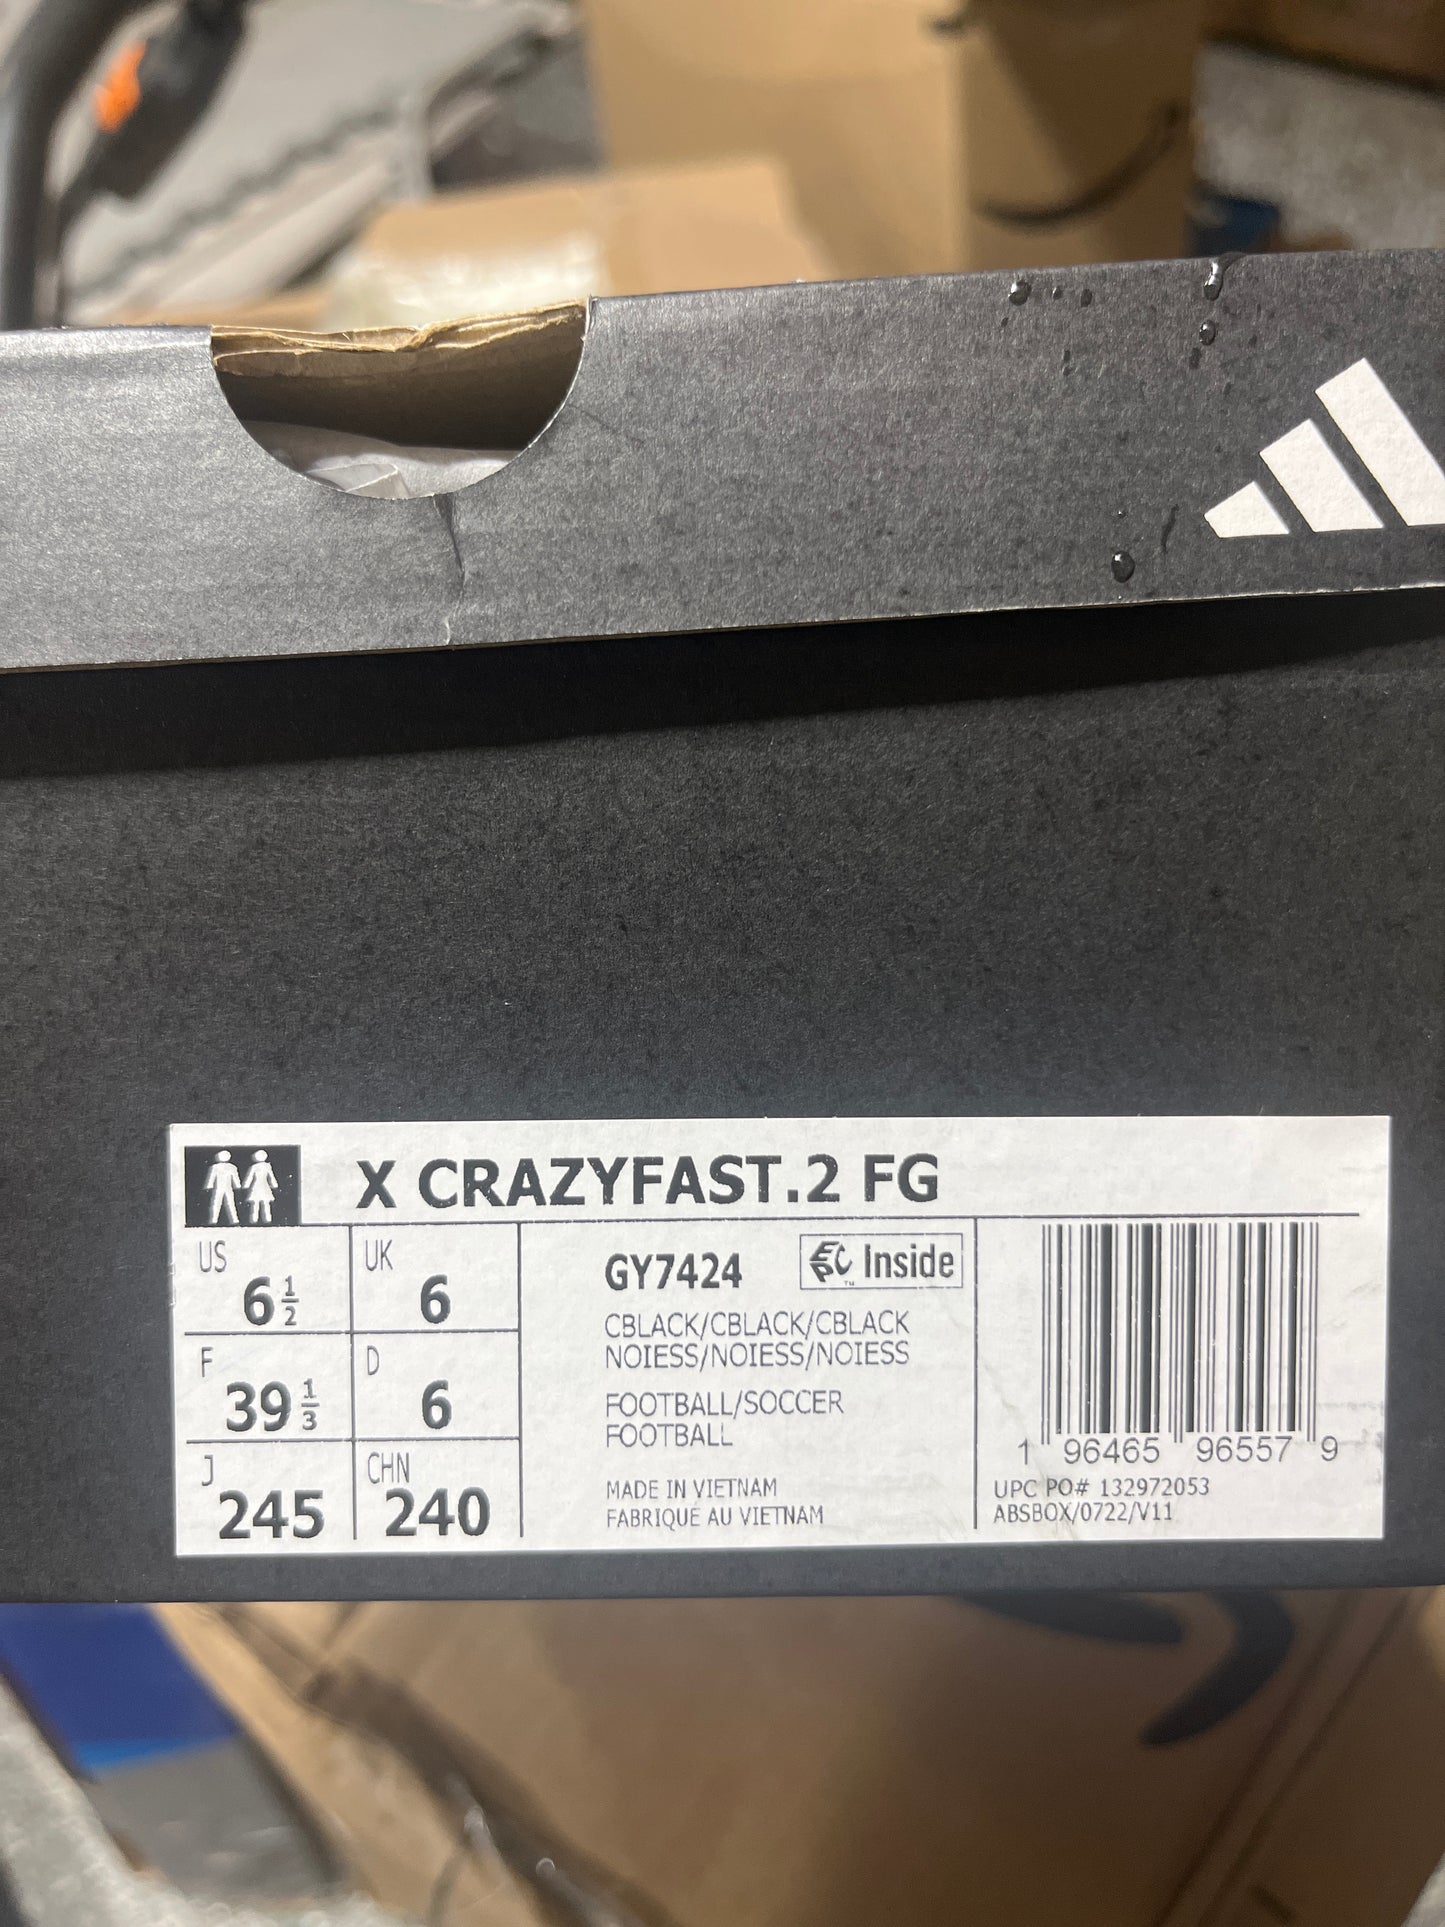 X CRAZYFAST.2 FG
US 6 1/2 UK 6
F 39 1/3 D 6
J 245 CHN 240
GY7424 EPC Inside
TM
CBLACK/CBLACK/CBLACK
NOIESS/NOIESS/NOIESS
FOOTBALL/SOCCER
FOOTBALL
MADE IN VIETNAM
FABRIQUE AU VIETNAM
1 96465 96557 9
UPC PO# 132972053
ABSBOX/0722/V11